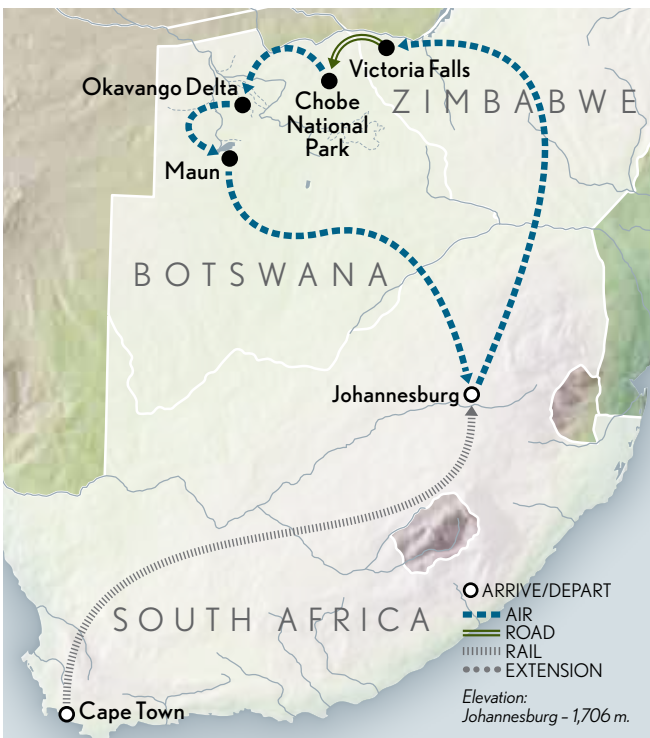 Victoria Falls
Okavango Delta
Chobe
National
Park
ZIMBABWE
Maun
BOTSWANA
Johannesburg
SOUTH AFRICA
Cape Town
ARRIVE/DEPART
AIR
ROAD
RAIL
EXTENSION
Elevation:
Johannesburg – 1,706 m.